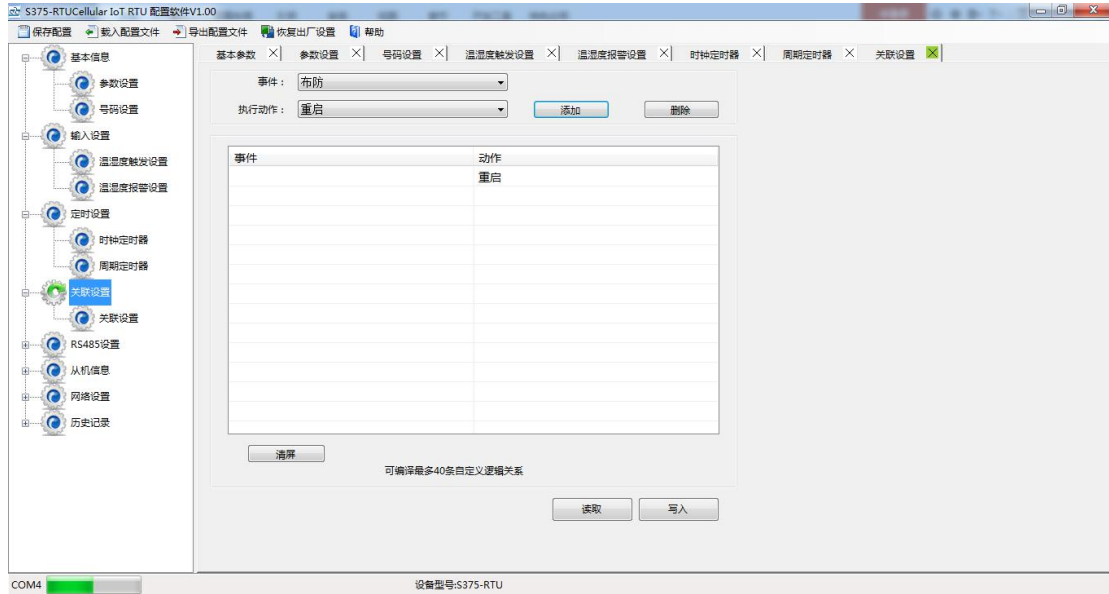 S375-RTUCellular IoT RTU 配置软件V1.00
保存配置 载入配置文件 导出配置文件 恢复出厂设置 帮助
基本信息
参数设置
号码设置
输入设置
温湿度触发设置
温湿度报警设置
定时设置
时钟定时器
周期定时器
关联设置
关联设置
RS485设置
从机信息
网络设置
历史记录
基本参数 参数设置 号码设置 温湿度触发设置 温湿度报警设置 时钟定时器 周期定时器 关联设置
事件: 布防
执行动作: 重启 添加 删除
事件 动作
重启
清屏
可编译最多40条自定义逻辑关系
读取 写入
COM4 设备型号:S375-RTU